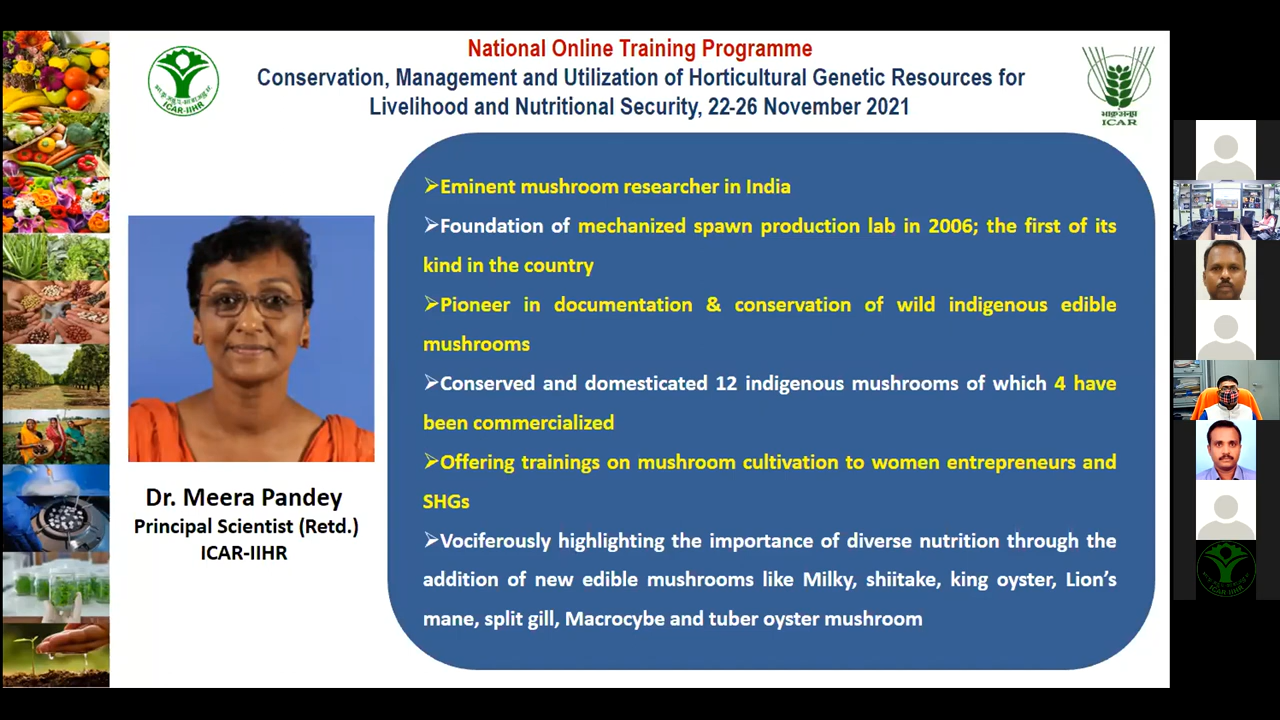 National Online Training Programme
Conservation, Management and Utilization of Horticultural Genetic Resources for
Livelihood and Nutritional Security, 22-26 November 2021
ICAR-IIHR
भाकृअनुप
ICAR
➢Eminent mushroom researcher in India
➢Foundation of mechanized spawn production lab in 2006; the first of its
kind in the country
➢Pioneer in documentation & conservation of wild indigenous edible
mushrooms
➢Conserved and domesticated 12 indigenous mushrooms of which 4 have
been commercialized
➢Offering trainings on mushroom cultivation to women entrepreneurs and
SHGs
➢Vociferously highlighting the importance of diverse nutrition through the
addition of new edible mushrooms like Milky, shiitake, king oyster, Lion's
mane, split gill, Macrocybe and tuber oyster mushroom
Dr. Meera Pandey
Principal Scientist (Retd.)
ICAR-IIHR
ICAR-IIHR